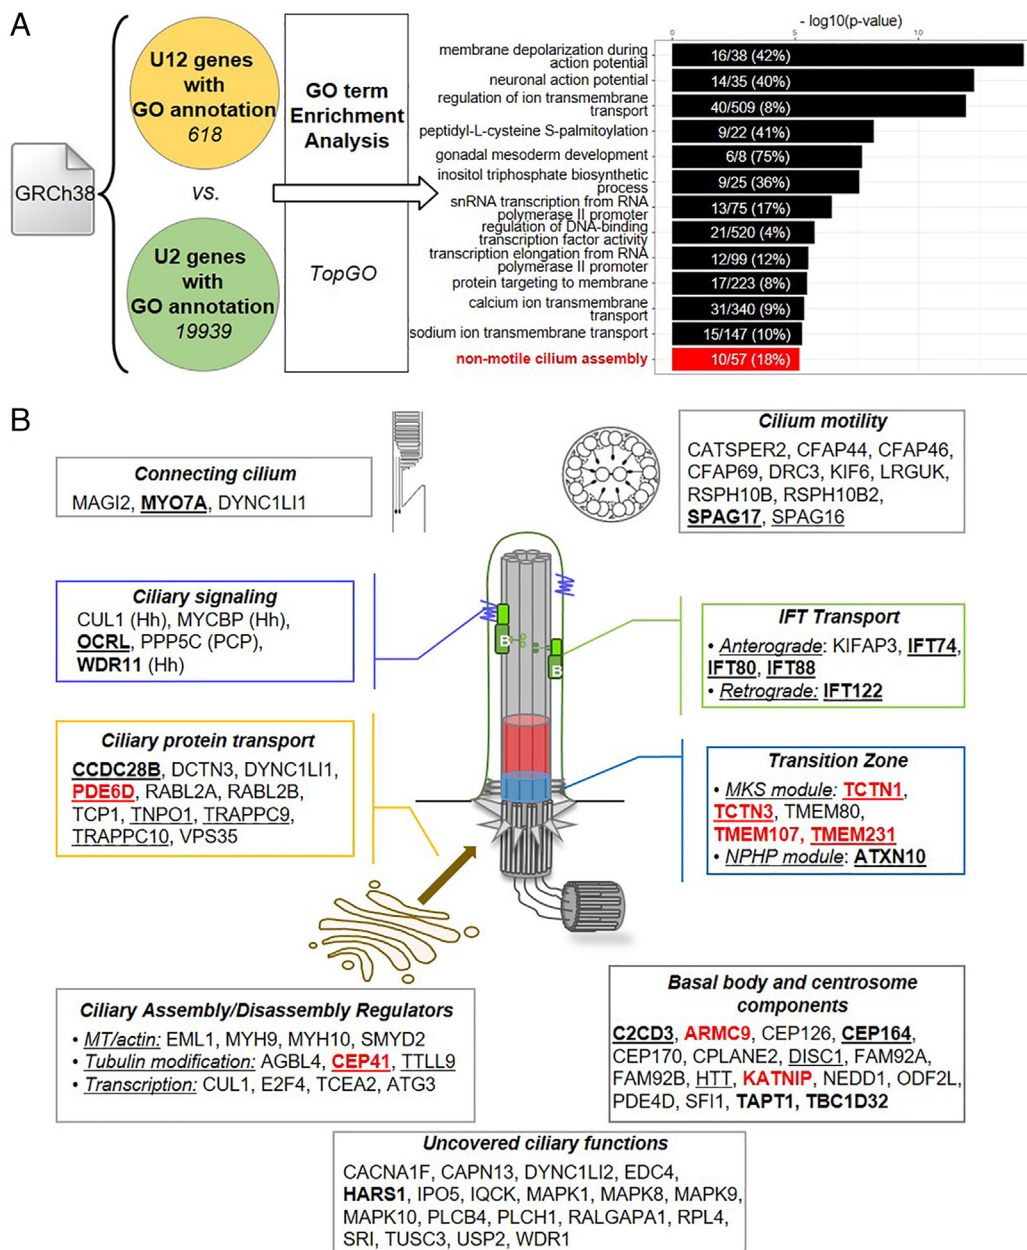 A
U12 genes
with
GO annotation
618
vs.
U2 genes
with
GO annotation
19939
GRCh38
GO term
Enrichment
Analysis
TopGO
- log10(p-value)
0
5
10
membrane depolarization during
action potential
16/38 (42%)
neuronal action potential
14/35 (40%)
regulation of ion transmembrane
transport
40/509 (8%)
peptidyl-L-cysteine S-palmitoylation
9/22 (41%)
gonadal mesoderm development
6/8 (75%)
inositol triphosphate biosynthetic
process
9/25 (36%)
snRNA transcription from RNA
polymerase II promoter
13/75 (17%)
regulation of DNA-binding
transcription factor activity
21/520 (4%)
transcription elongation from RNA
polymerase II promoter
12/99 (12%)
protein targeting to membrane
17/223 (8%)
calcium ion transmembrane
transport
31/340 (9%)
sodium ion transmembrane transport
15/147 (10%)
non-motile cilium assembly
10/57 (18%)
B
Connecting cilium
MAGI2, MYO7A, DYNC1LI1
Cilium motility
CATSPER2, CFAP44, CFAP46,
CFAP69, DRC3, KIF6, LRGUK,
RSPH10B, RSPH10B2,
SPAG17, SPAG16
Ciliary signaling
CUL1 (Hh), MYCBP (Hh),
OCRL, PPP5C (PCP),
WDR11 (Hh)
B
B
IFT Transport
• Anterograde: KIFAP3, IFT74,
IFT80, IFT88
• Retrograde: IFT122
Ciliary protein transport
CCDC28B, DCTN3, DYNC1LI1,
PDE6D, RABL2A, RABL2B,
TCP1, TNPO1, TRAPPC9,
TRAPPC10, VPS35
Transition Zone
• MKS module: TCTN1,
TCTN3, TMEM80,
TMEM107, TMEM231
• NPHP module: ATXN10
Ciliary Assembly/Disassembly Regulators
• MT/actin: EML1, MYH9, MYH10, SMYD2
• Tubulin modification: AGBL4, CEP41, TTLL9
• Transcription: CUL1, E2F4, TCEA2, ATG3
Basal body and centrosome
components
C2CD3, ARMC9, CEP126, CEP164,
CEP170, CPLANE2, DISC1, FAM92A,
FAM92B, HTT, KATNIP, NEDD1, ODF2L,
PDE4D, SFI1, TAPT1, TBC1D32
Uncovered ciliary functions
CACNA1F, CAPN13, DYNC1LI2, EDC4,
HARS1, IPO5, IQCK, MAPK1, MAPK8, MAPK9,
MAPK10, PLCB4, PLCH1, RALGAPA1, RPL4,
SRI, TUSC3, USP2, WDR1